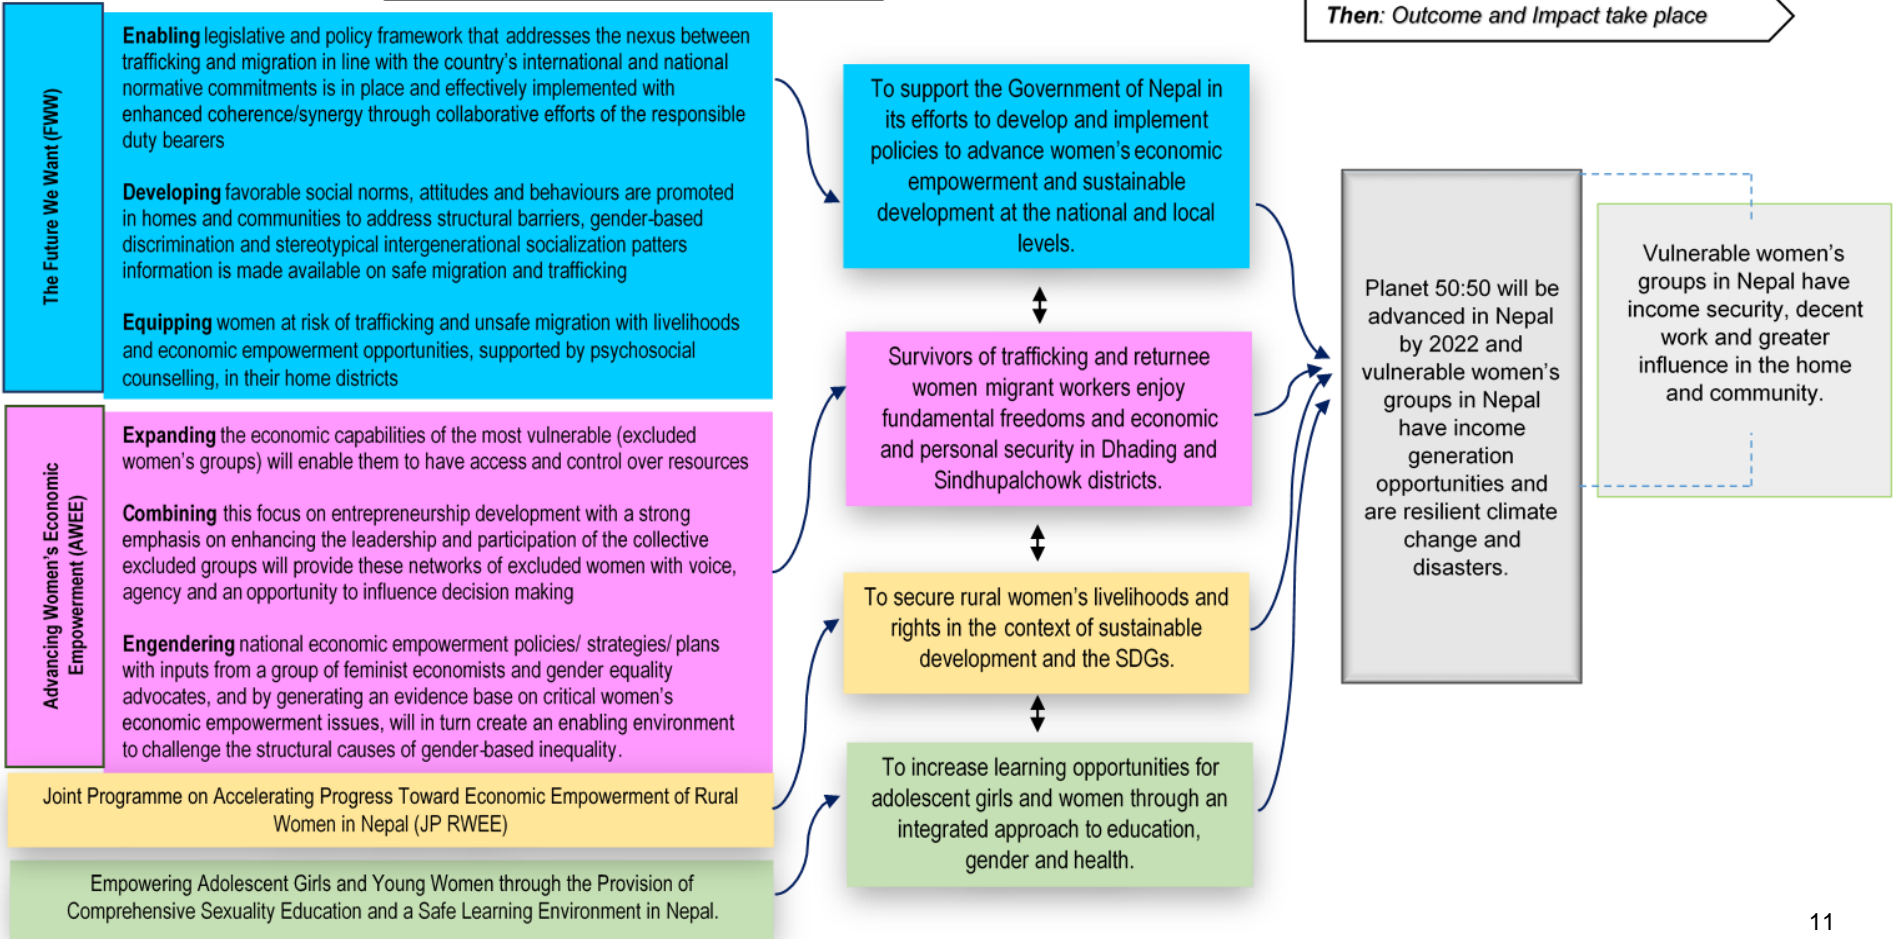 Then: Outcome and Impact take place
The Future We Want (FWW)
Enabling legislative and policy framework that addresses the nexus between
trafficking and migration in line with the country's international and national
normative commitments is in place and effectively implemented with
enhanced coherence/synergy through collaborative efforts of the responsible
duty bearers
Developing favorable social norms, attitudes and behaviours are promoted
in homes and communities to address structural barriers, gender-based
discrimination and stereotypical intergenerational socialization patters
information is made available on safe migration and trafficking
Equipping women at risk of trafficking and unsafe migration with livelihoods
and economic empowerment opportunities, supported by psychosocial
counselling, in their home districts
Advancing Women's Economic
Empowerment (AWEE)
Expanding the economic capabilities of the most vulnerable (excluded
women's groups) will enable them to have access and control over resources
Combining this focus on entrepreneurship development with a strong
emphasis on enhancing the leadership and participation of the collective
excluded groups will provide these networks of excluded women with voice,
agency and an opportunity to influence decision making
Engendering national economic empowerment policies/ strategies/ plans
with inputs from a group of feminist economists and gender equality
advocates, and by generating an evidence base on critical women's
economic empowerment issues, will in turn create an enabling environment
to challenge the structural causes of gender-based inequality.
Joint Programme on Accelerating Progress Toward Economic Empowerment of Rural
Women in Nepal (JP RWEE)
Empowering Adolescent Girls and Young Women through the Provision of
Comprehensive Sexuality Education and a Safe Learning Environment in Nepal.
To support the Government of Nepal in
its efforts to develop and implement
policies to advance women's economic
empowerment and sustainable
development at the national and local
levels.
Survivors of trafficking and returnee
women migrant workers enjoy
fundamental freedoms and economic
and personal security in Dhading and
Sindhupalchowk districts.
To secure rural women's livelihoods and
rights in the context of sustainable
development and the SDGs.
To increase learning opportunities for
adolescent girls and women through an
integrated approach to education,
gender and health.
Planet 50:50 will be
advanced in Nepal
by 2022 and
vulnerable women's
groups in Nepal
have income
generation
opportunities and
are resilient climate
change and
disasters.
Vulnerable women's
groups in Nepal have
income security, decent
work and greater
influence in the home
and community.
11